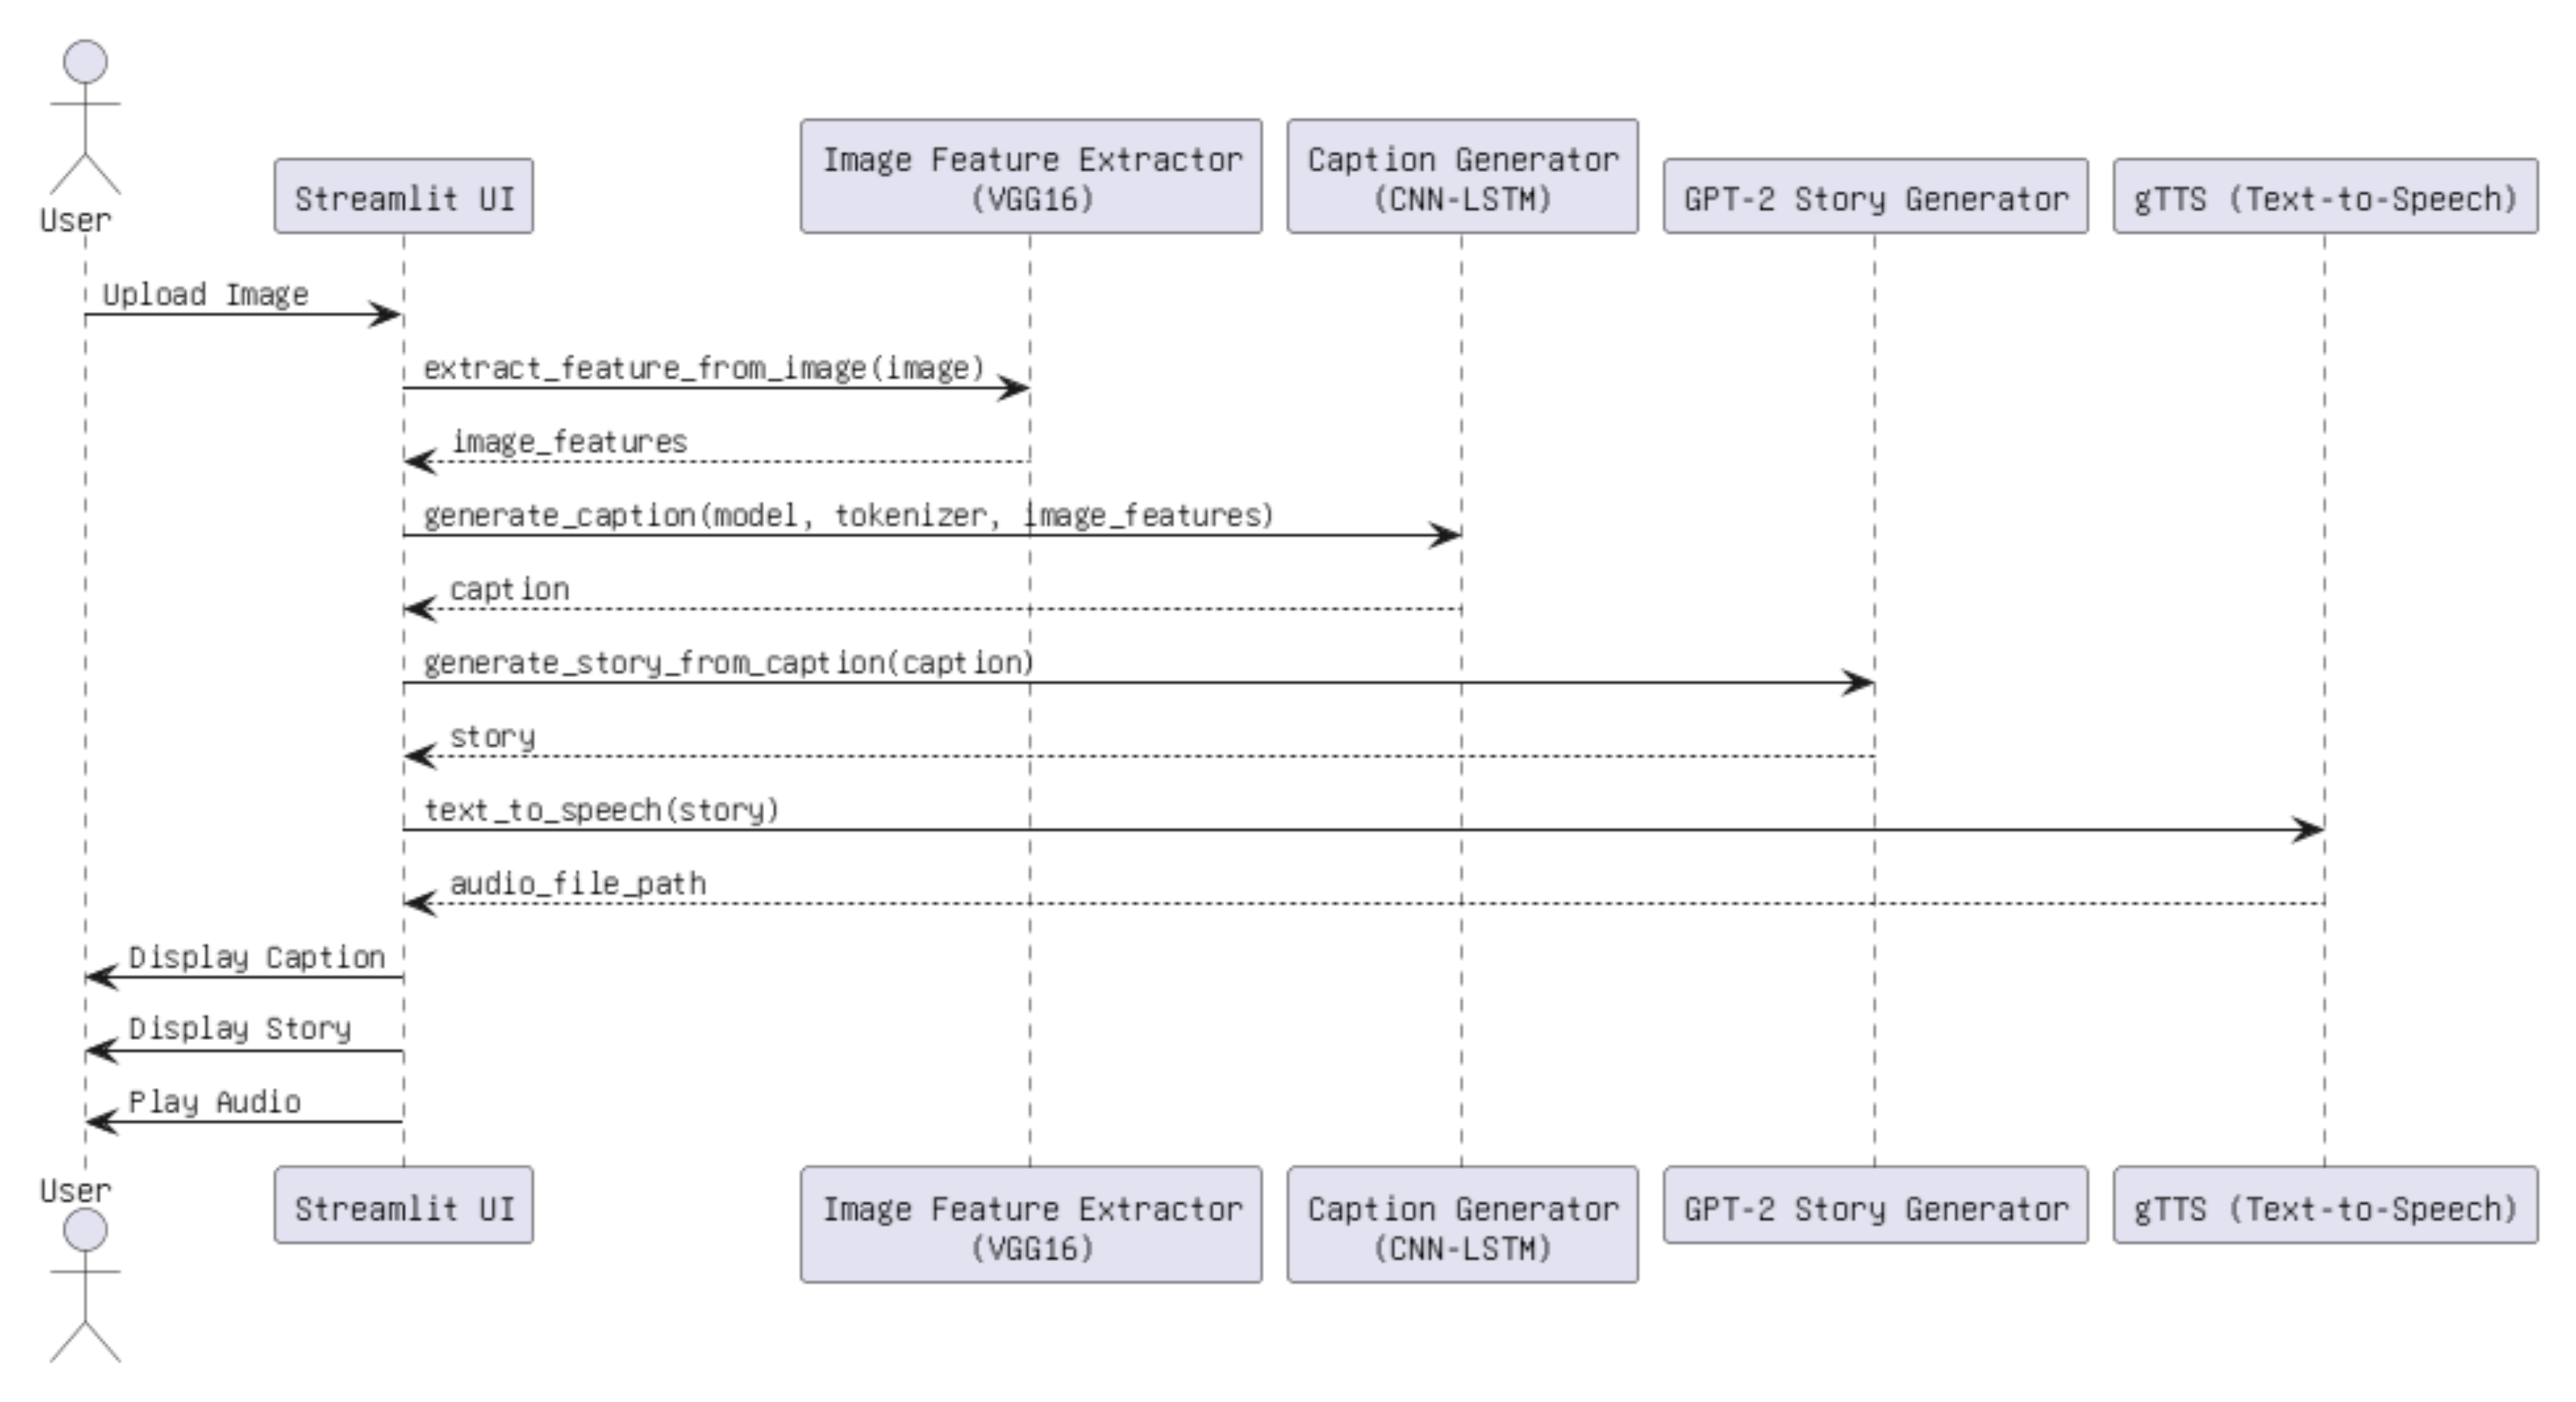 User
Streamlit UI
Image Feature Extractor
(VGG16)
Caption Generator
(CNN-LSTM)
GPT-2 Story Generator
gTTS (Text-to-Speech)
Upload Image
extract_feature_from_image(image)
image_features
generate_caption(model, tokenizer, image_features)
caption
generate_story_from_caption(caption)
story
text_to_speech(story)
audio_file_path
Display Caption
Display Story
Play Audio
User
Streamlit UI
Image Feature Extractor
(VGG16)
Caption Generator
(CNN-LSTM)
GPT-2 Story Generator
gTTS (Text-to-Speech)